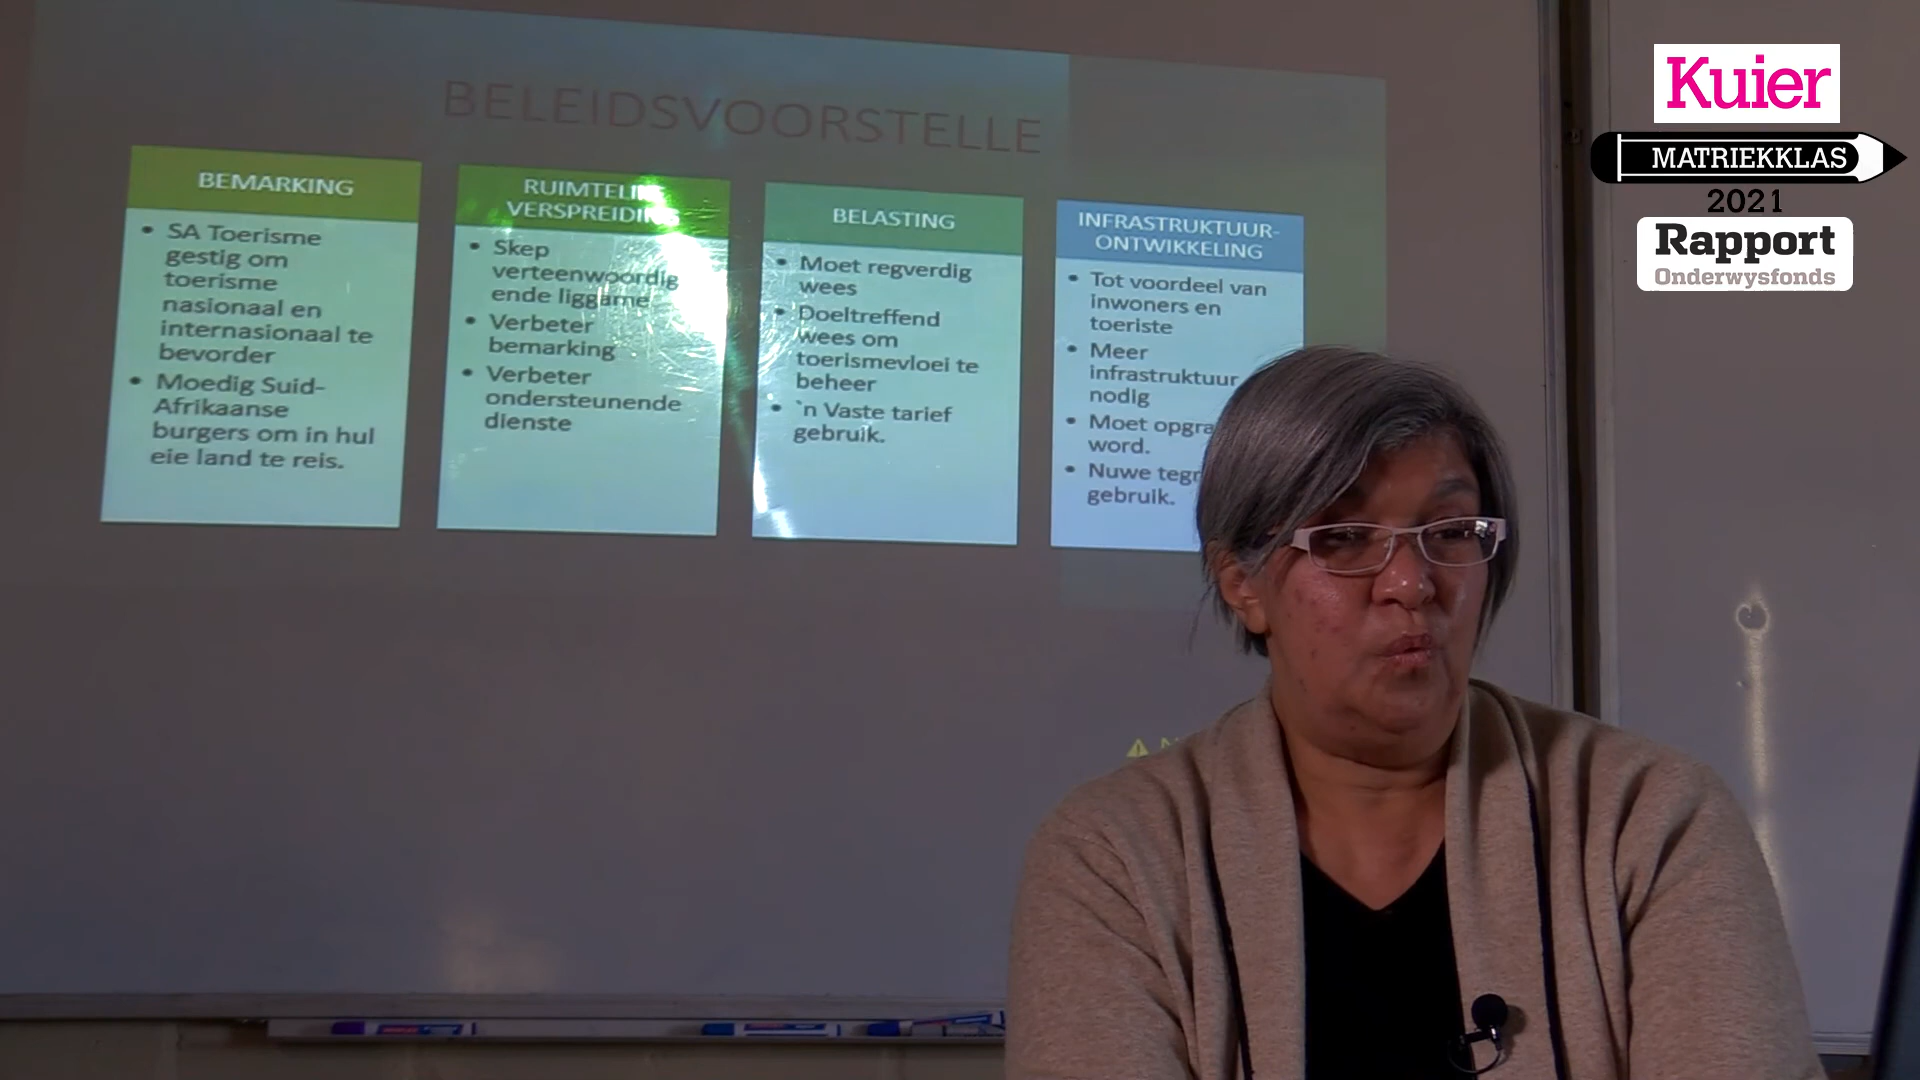 BELEIDSVOORSTELLE
BEMARKING
• SA Toerisme
gestig om
toerisme
nasionaal en
internasionaal te
bevorder
• Moedig Suid-
Afrikaanse
burgers om in hul
eie land te reis.
RUIMTELIKE
VERSPREIDING
• Skep
verteenwoordig
ende liggame
• Verbeter
bemarking
• Verbeter
ondersteunende
dienste
BELASTING
• Moet regverdig
wees
• Doeltreffend
wees om
toerismevloei te
beheer
• `n Vaste tarief
gebruik.
INFRASTRUKTUUR-
ONTWIKKELING
• Tot voordeel van
inwoners en
toeriste
• Meer
infrastruktuur
nodig
• Moet
word.
• Nuwe
gebruik.
Kuier
MATRIEKKLAS
2021
Rapport
Onderwysfonds